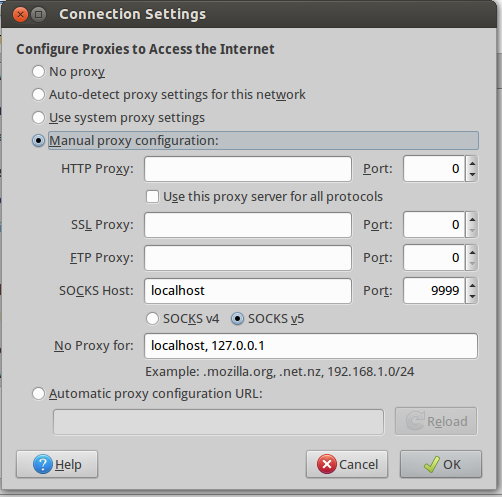 Connection Settings
Configure Proxies to Access the Internet
No proxy
Auto-detect proxy settings for this network
Use system proxy settings
Manual proxy configuration:
HTTP Proxy: Port: 0
Use this proxy server for all protocols
SSL Proxy: Port: 0
FTP Proxy: Port: 0
SOCKS Host: localhost Port: 9999
SOCKS v4 SOCKS v5
No Proxy for: localhost, 127.0.0.1
Example: .mozilla.org, .net.nz, 192.168.1.0/24
Automatic proxy configuration URL:
Reload
Help Cancel OK